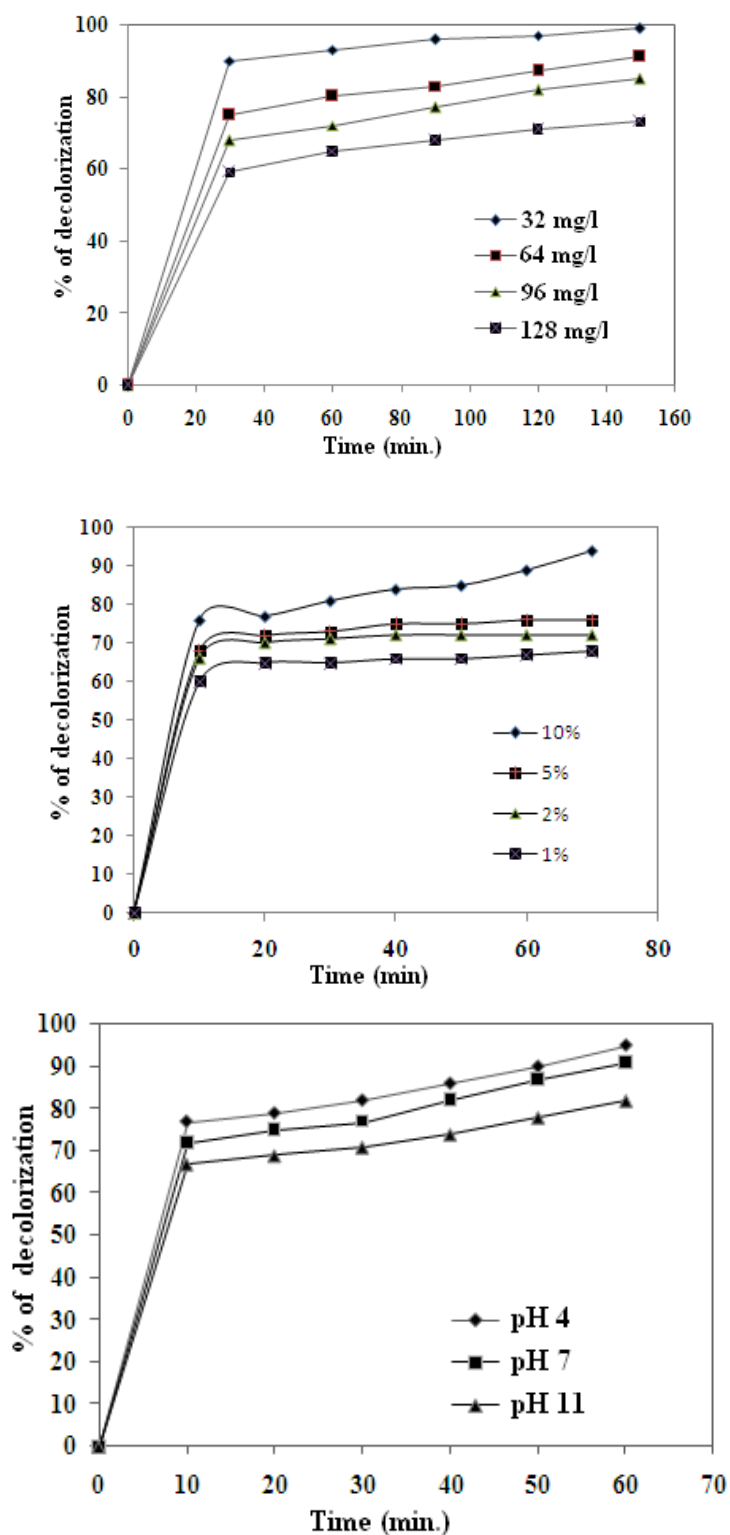 100
80
60
40
20
0
% of decolorization
32 mg/l
64 mg/l
96 mg/l
128 mg/l
0 20 40 60 80 100 120 140 160
Time (min.)
100
90
80
70
60
50
40
30
20
10
0
% of decolorization
10%
5%
2%
1%
0 20 40 60 80
Time (min)
100
90
80
70
60
50
40
30
20
10
0
% of decolorization
pH 4
pH 7
pH 11
0 10 20 30 40 50 60 70
Time (min.)